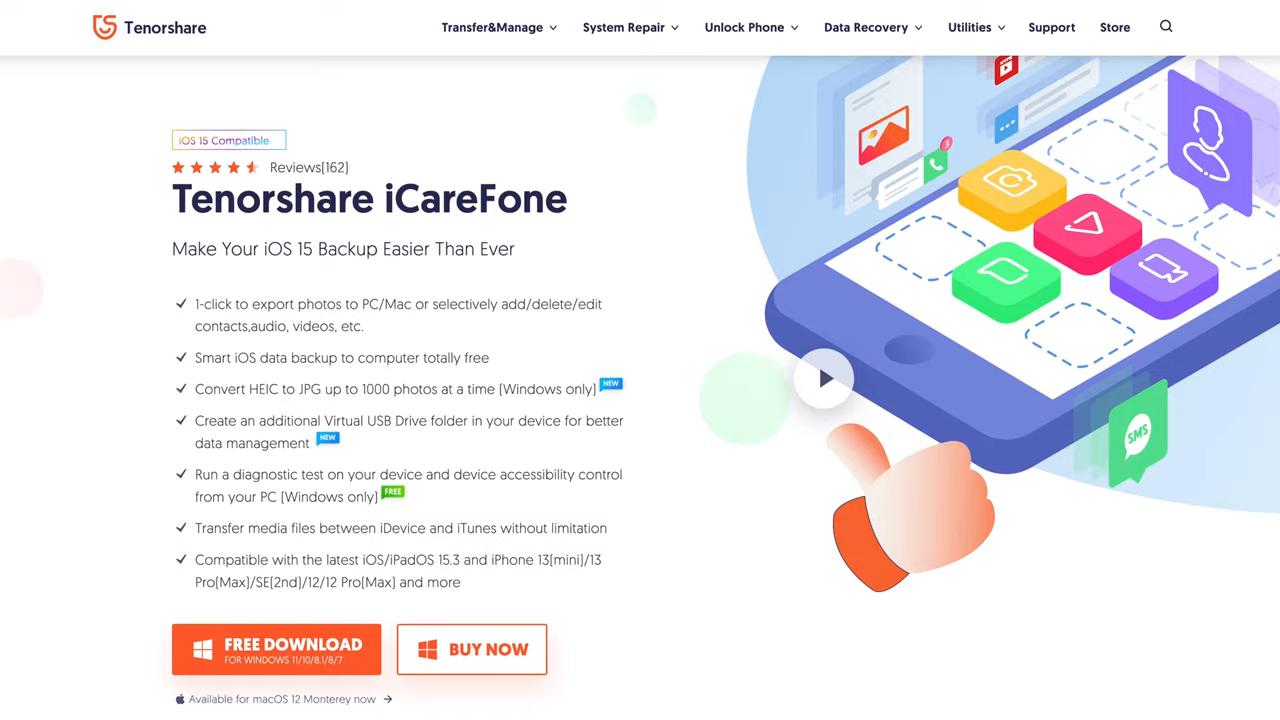 Tenorshare
Transfer&Manage
System Repair
Unlock Phone
Data Recovery
Utilities
Support
Store
iOS 15 Compatible
Reviews[162]
Tenorshare iCareFone
Make Your iOS 15 Backup Easier Than Ever
1-click to export photos to PC/Mac or selectively add/delete/edit
contacts,audio, videos, etc.
Smart iOS data backup to computer totally free
Convert HEIC to JPG up to 1000 photos at a time [Windows only] NEW
Create an additional Virtual USB Drive folder in your device for better
data management NEW
Run a diagnostic test on your device and device accessibility control
from your PC [Windows only] FREE
Transfer media files between iDevice and iTunes without limitation
Compatible with the latest iOS/iPadOS 15.3 and iPhone 13[mini]/13
Pro[Max]/SE[2nd]/12/12 Pro[Max] and more
FREE DOWNLOAD
FOR WINDOWS 11/10/8.1/8/7
BUY NOW
Available for macOS 12 Monterey now
3
SMS